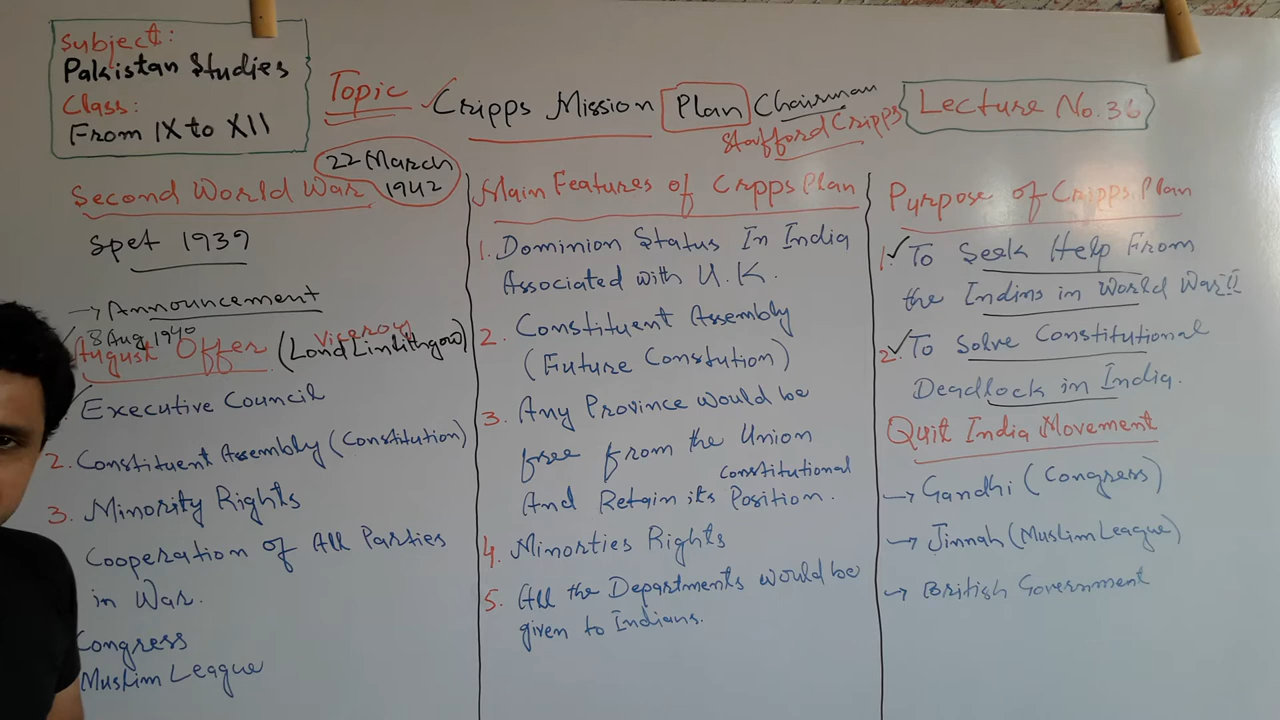 Subject:
Pakistan Studies
Class:
From IX to XII
Topic Cripps Mission Plan Chairman
Stafford Cripps
Lecture No.36
22 March
1942
Second World War
Spet 1939
→ Announcement
8 Aug 1940
Viceroy
August Offer (Lond Linlithgow)
Executive Council
2. Constituent Assembly (Constitution)
3. Minority Rights
Cooperation of All Parties
in War.
Congress
Muslim League
Main Features of Cripps Plan
1. Dominion Status In India
Associated with U.K.
2. Constituent Assembly
(Future Constution)
3. Any Province would be
free from the Union
constitutional
And Retain its Position.
4. Minorties Rights
5. All the Departments would be
given to Indians.
Purpose of Cripps Plan
1. To Seek Help From
the Indins in World War II
2. To Solve Constitutional
Deadlock in India.
Quit India Movement
→ Gandhi (Congress)
→ Jinnah (Muslim League)
→ British Government